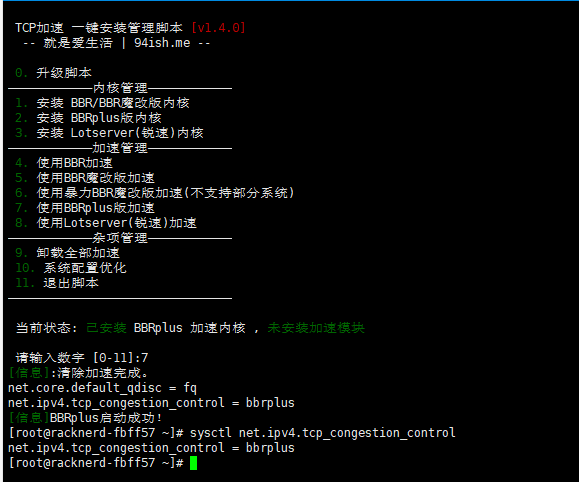 TCP加速 一键安装管理脚本 [v1.4.0]
-- 就是爱生活 | 94ish.me --
0. 升级脚本
————————————内核管理————————————
1. 安装 BBR/BBR魔改版内核
2. 安装 BBRplus版内核
3. 安装 Lotserver(锐速)内核
————————————加速管理————————————
4. 使用BBR加速
5. 使用BBR魔改版加速
6. 使用暴力BBR魔改版加速(不支持部分系统)
7. 使用BBRplus版加速
8. 使用Lotserver(锐速)加速
————————————杂项管理————————————
9. 卸载全部加速
10. 系统配置优化
11. 退出脚本
————————————————————————————————
当前状态: 已安装 BBRplus 加速内核 , 未安装加速模块
请输入数字 [0-11]:7
[信息]:清除加速完成。
net.core.default_qdisc = fq
net.ipv4.tcp_congestion_control = bbrplus
[信息]BBRplus启动成功!
[root@racknerd-fbff57 ~]# sysctl net.ipv4.tcp_congestion_control
net.ipv4.tcp_congestion_control = bbrplus
[root@racknerd-fbff57 ~]#